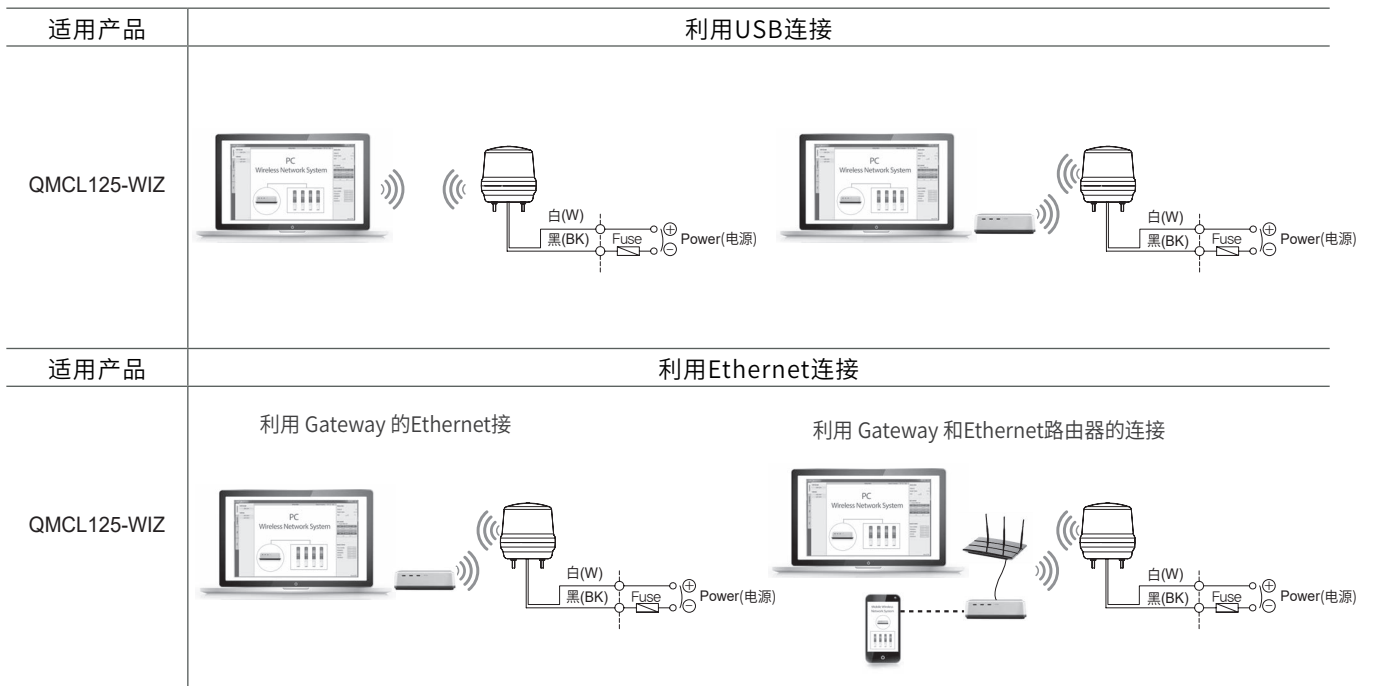 适用产品
利用USB连接
QMCL125-WIZ
PC
Wireless Network System
白(W)
黑(BK)
Fuse
Power(电源)
PC
Wireless Network System
白(W)
黑(BK)
Fuse
Power(电源)
适用产品
利用Ethernet连接
利用 Gateway 的Ethernet接
利用 Gateway 和Ethernet路由器的连接
QMCL125-WIZ
PC
Wireless Network System
白(W)
黑(BK)
Fuse
Power(电源)
PC
Wireless Network System
Mobile Wireless
Network System
白(W)
黑(BK)
Fuse
Power(电源)